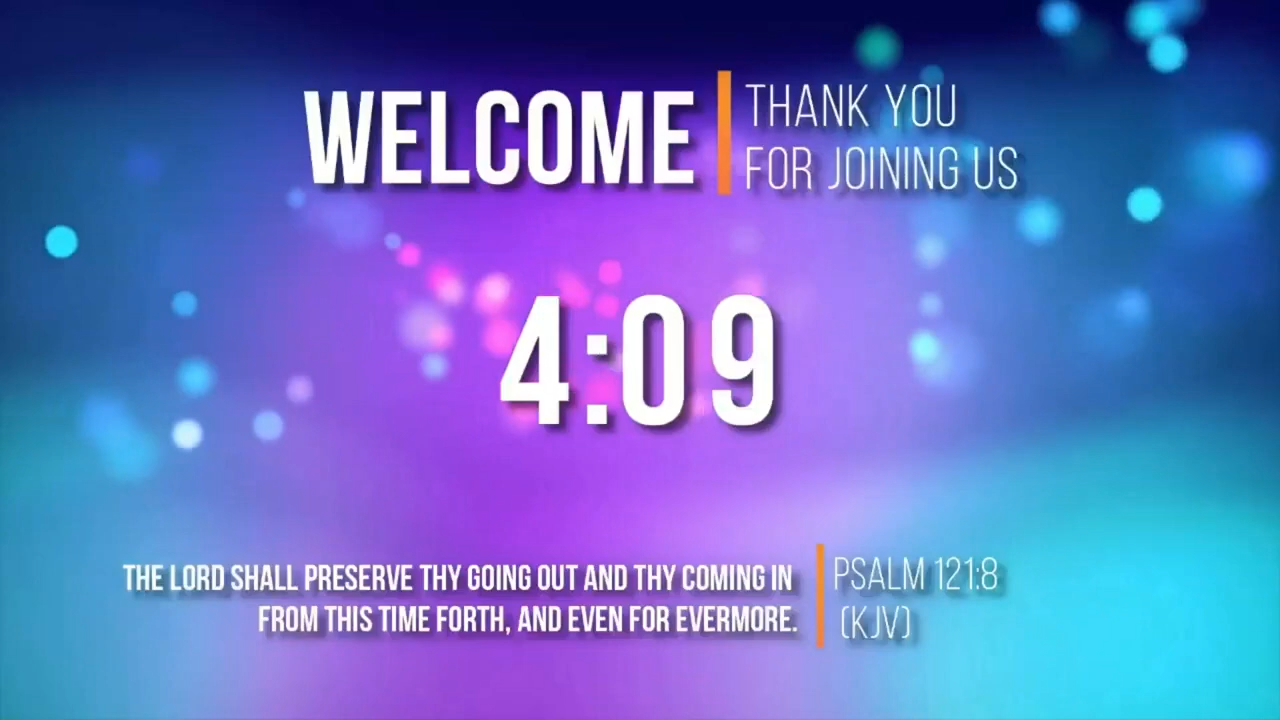 WELCOME
THANK YOU
FOR JOINING US
4:09
THE LORD SHALL PRESERVE THY GOING OUT AND THY COMING IN
FROM THIS TIME FORTH, AND EVEN FOR EVERMORE.
PSALM 121:8
(KJV)